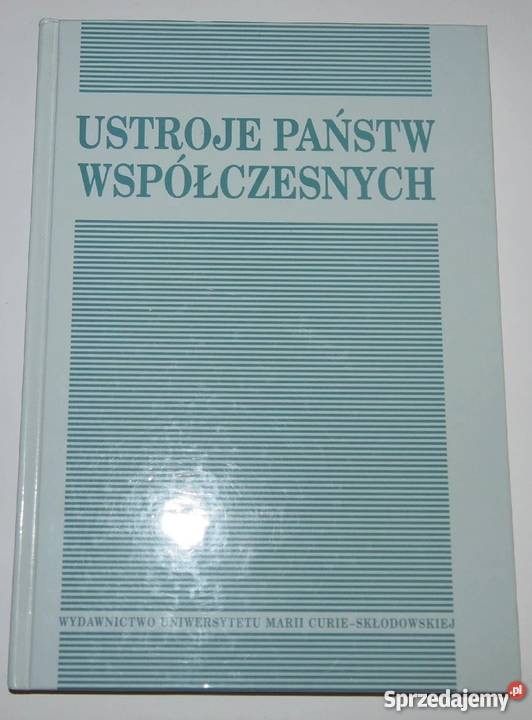 USTROJE PAŃSTW
WSPÓŁCZESNYCH
WYDAWNICTWO UNIWERSYTETU MARII CURIE-SKŁODOWSKIEJ
Sprzedajemy.pl